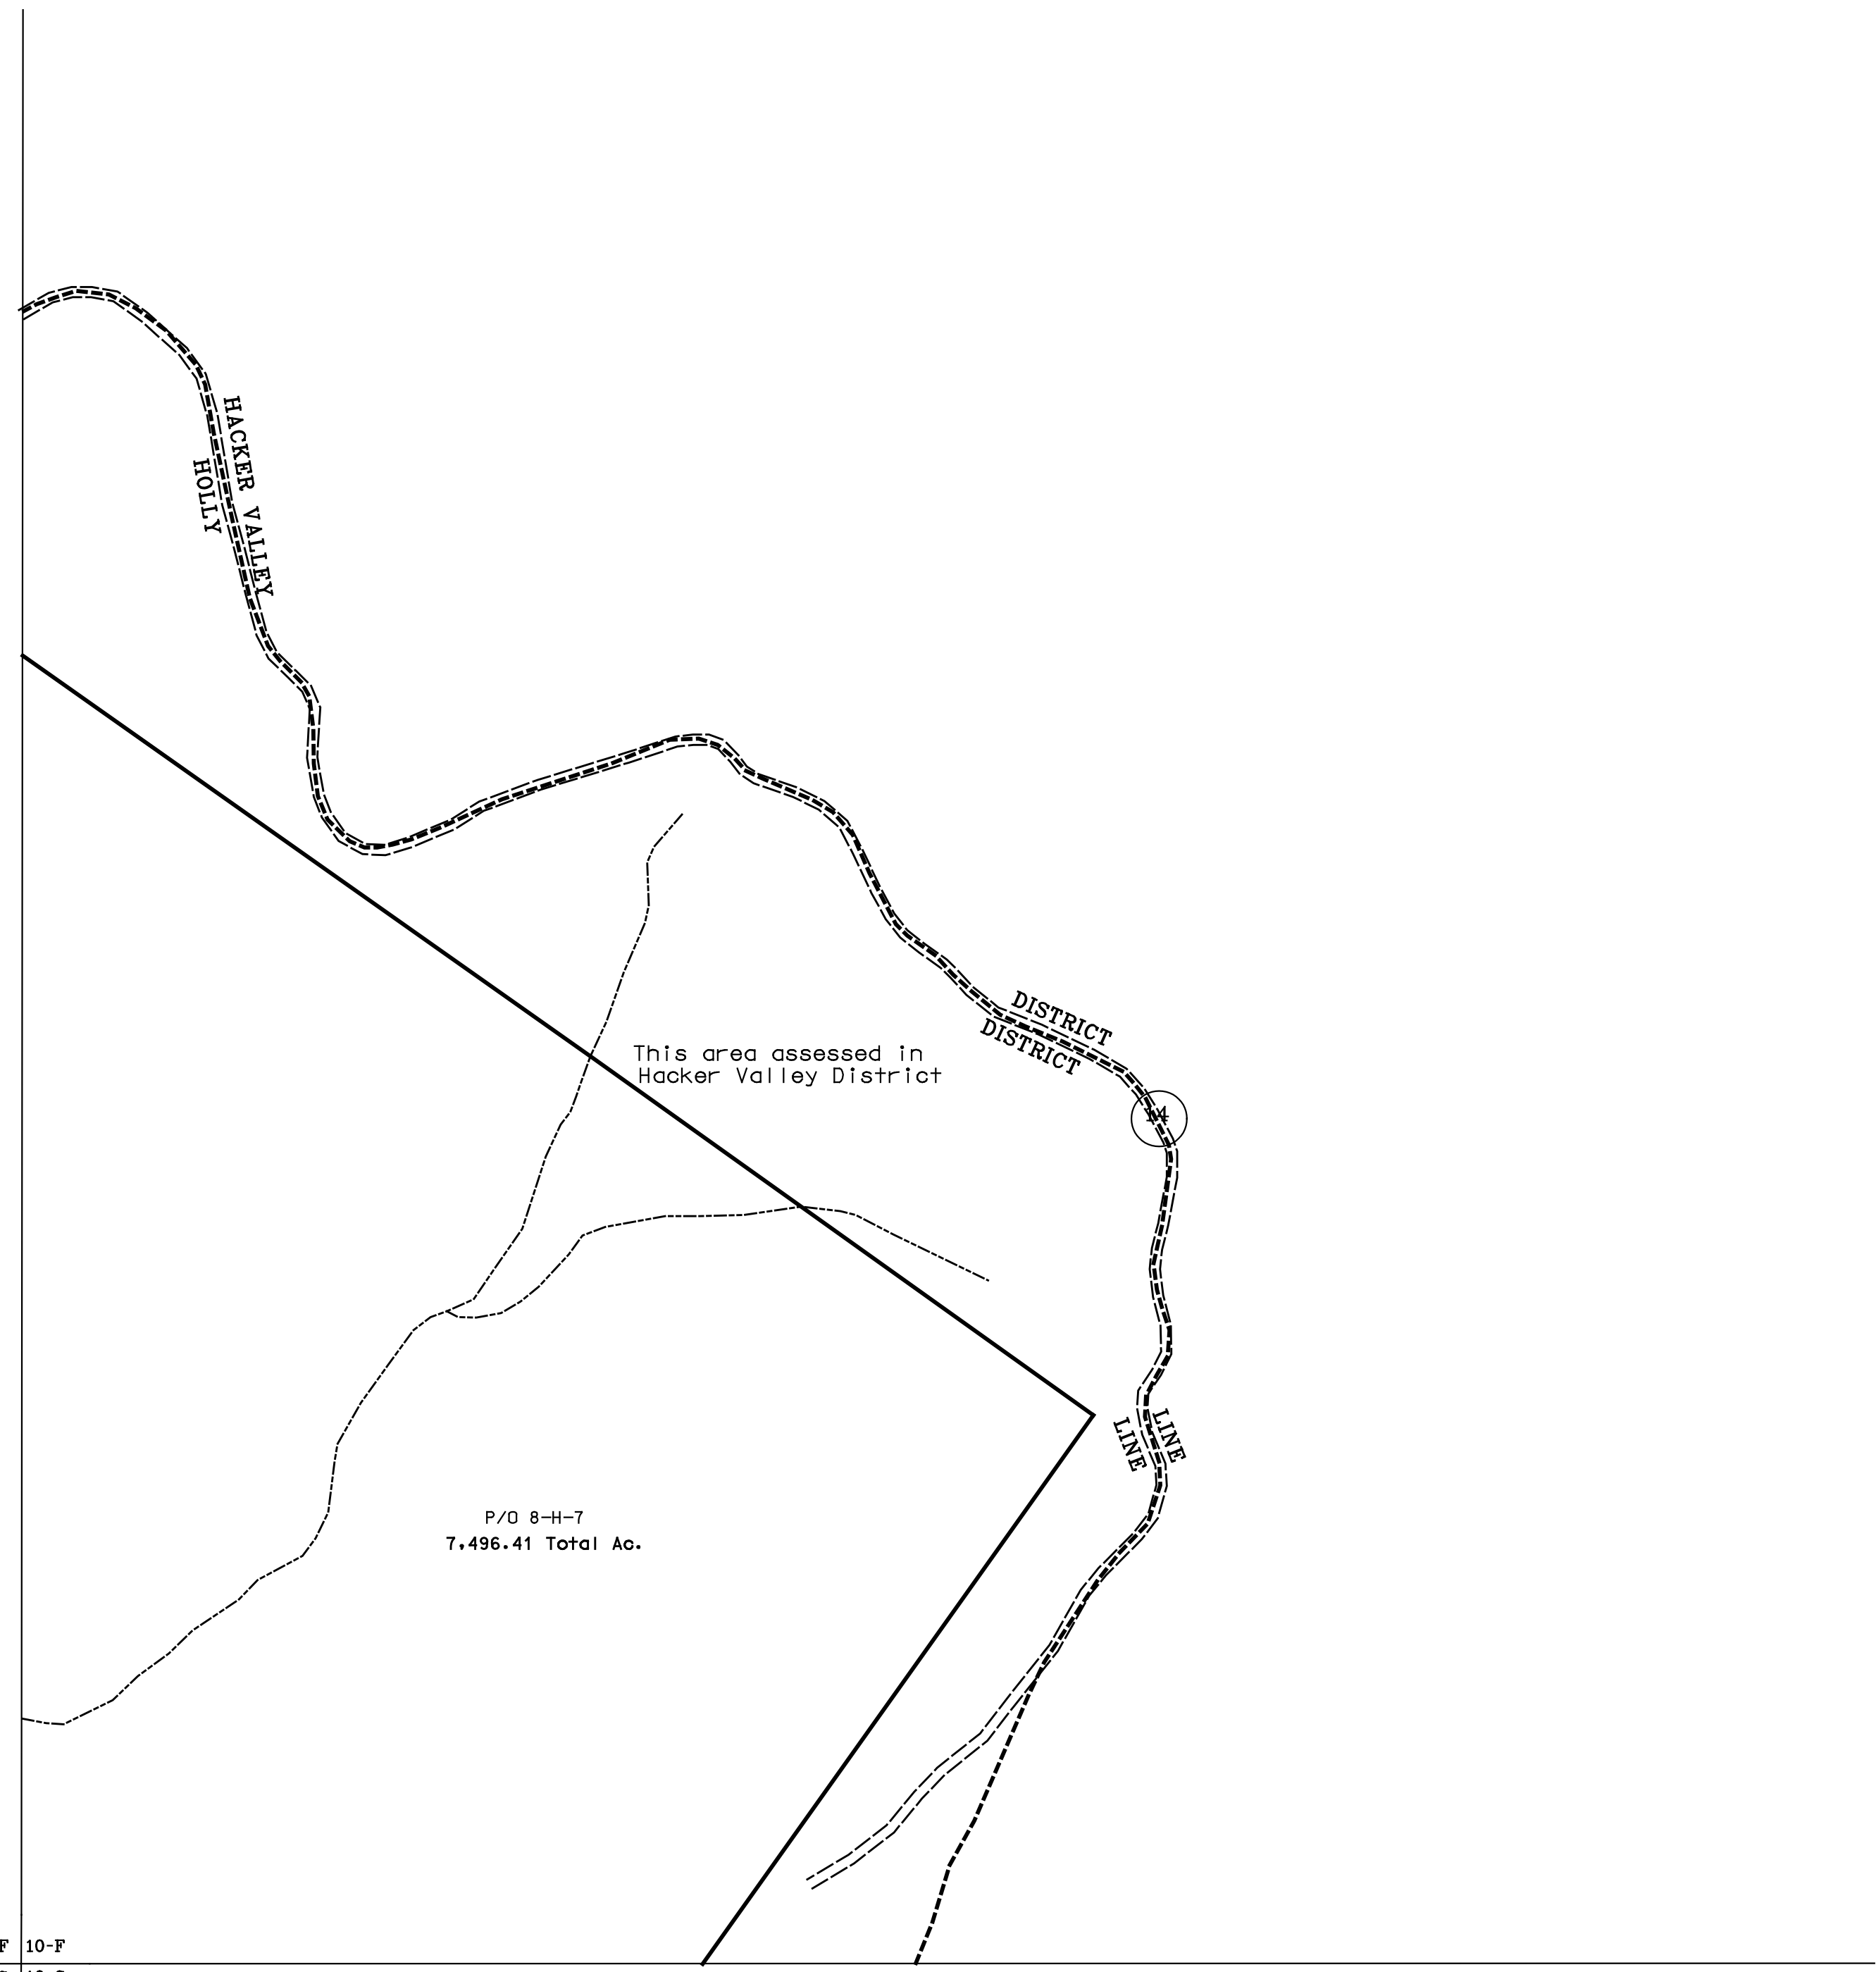 HACKER VALLEY
HOLLY
DISTRICT
DISTRICT
This area assessed in
Hacker Valley District
14
LINE
LINE
P/O 8-H-7
7,496.41 Total Ac.
F
10-F